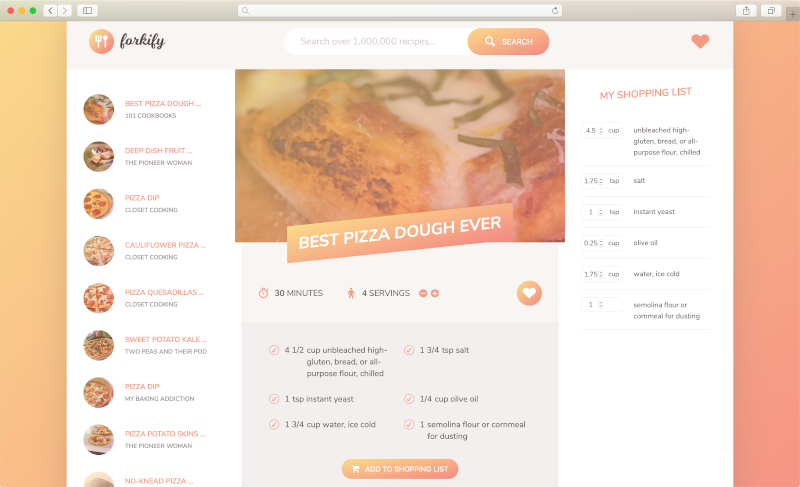 forkify
Search over 1,000,000 recipes...
SEARCH
BEST PIZZA DOUGH ...
101 COOKBOOKS
DEEP DISH FRUIT ...
THE PIONEER WOMAN
PIZZA DIP
CLOSET COOKING
CAULIFLOWER PIZZA ...
CLOSET COOKING
PIZZA QUESADILLAS ...
CLOSET COOKING
SWEET POTATO KALE ...
TWO PEAS AND THEIR POD
PIZZA DIP
MY BAKING ADDICTION
PIZZA POTATO SKINS ...
THE PIONEER WOMAN
NO-KNEAD PIZZA ...
BEST PIZZA DOUGH EVER
30 MINUTES
4 SERVINGS
4 1/2 cup unbleached high-
gluten, bread, or all-
purpose flour, chilled
1 3/4 tsp salt
1 tsp instant yeast
1/4 cup olive oil
1 3/4 cup water, ice cold
1 semolina flour or cornmeal
for dusting
ADD TO SHOPPING LIST
MY SHOPPING LIST
4.5 cup unbleached high-
gluten, bread, or all-
purpose flour, chilled
1.75 tsp salt
1 tsp instant yeast
0.25 cup olive oil
1.75 cup water, ice cold
1 semolina flour or
cornmeal for dusting